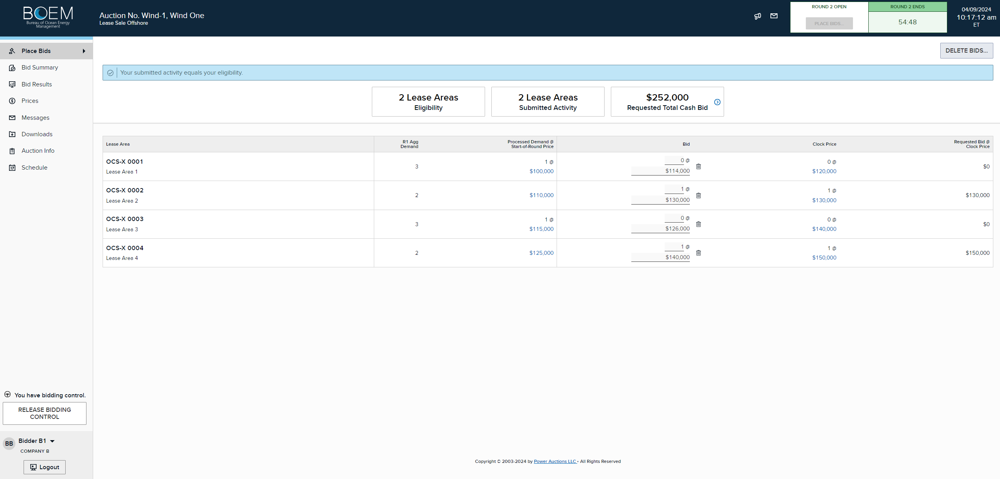 BOEM
Bureau of Ocean Energy
Management
Auction No. Wind-1, Wind One
Lease Sale Offshore
ROUND 2 OPEN
PLACE BIDS...
ROUND 2 ENDS
54:48
04/09/2024
10:17:12 am
ET
Place Bids
Bid Summary
Bid Results
Prices
Messages
Downloads
Auction Info
17 Schedule
DELETE BIDS...
Your submitted activity equals your eligibility.
2 Lease Areas
Eligibility
2 Lease Areas
Submitted Activity
$252,000
Requested Total Cash Bid
Lease Area
R1 Agg
Demand
Processed Demand @
Start-of-Round Price
Bid
Clock Price
Requested Bid @
Clock Price
OCS-X 0001
Lease Area 1
3
1 @
$100,000
0 @
$114,000
0 @
$120,000
$0
OCS-X 0002
Lease Area 2
2
$110,000
1 @
$130,000
1 @
$130,000
$130,000
OCS-X 0003
Lease Area 3
3
1 @
$115,000
0 @
$126,000
0 @
$140,000
$0
OCS-X 0004
Lease Area 4
2
$125,000
1 @
$140,000
1 @
$150,000
$150,000
You have bidding control.
RELEASE BIDDING
CONTROL
BB
Bidder B1
COMPANY B
Logout
Copyright © 2003-2024 by Power Auctions LLC • All Rights Reserved